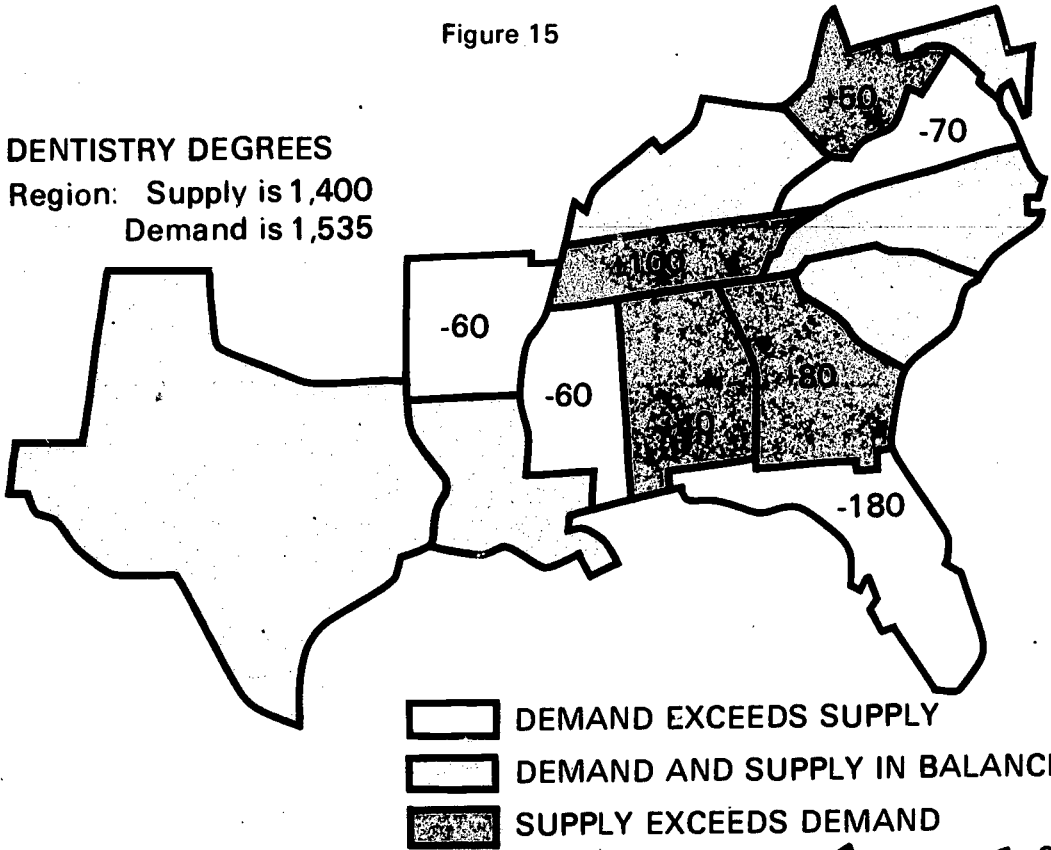 Figure 15
DENTISTRY DEGREES
Region: Supply is 1,400
Demand is 1,535
-70
+100
-60
-60
+80
-180
DEMAND EXCEEDS SUPPLY
DEMAND AND SUPPLY IN BALANC
SUPPLY EXCEEDS DEMAND